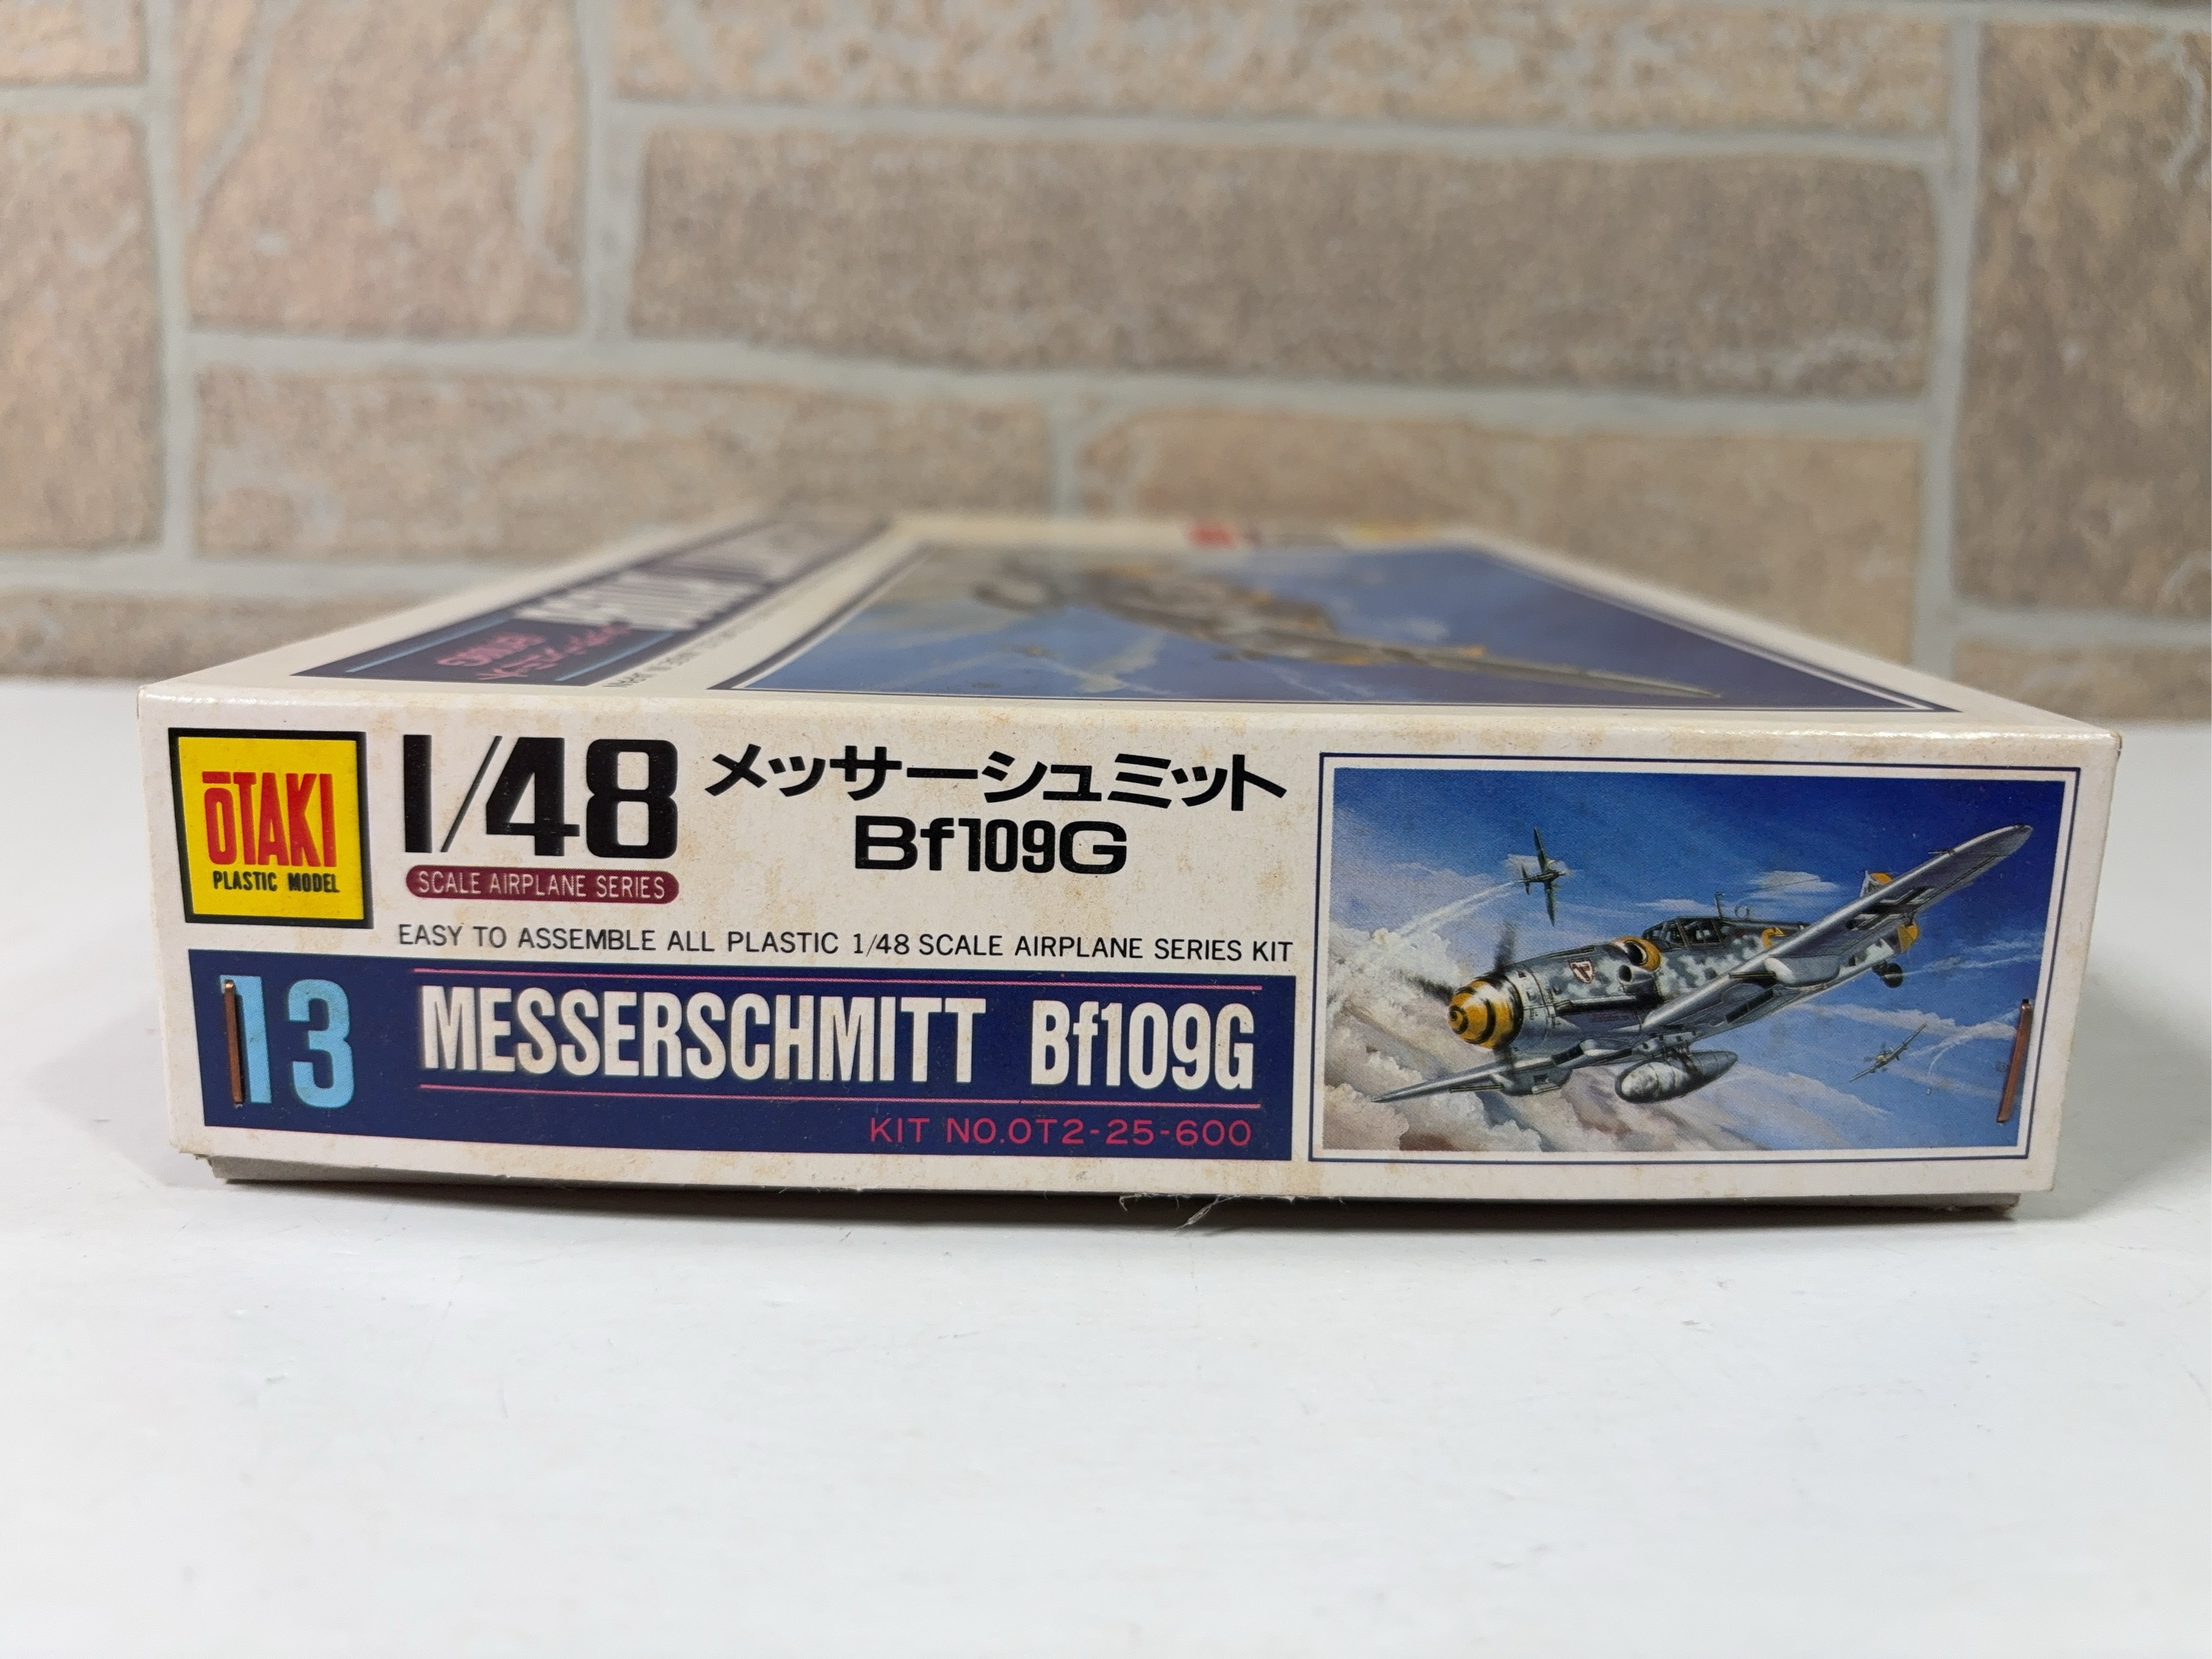 ŌTAKI
PLASTIC MODEL
1/48
SCALE AIRPLANE SERIES
メッサーシュミット
Bf109G
EASY TO ASSEMBLE ALL PLASTIC 1/48 SCALE AIRPLANE SERIES KIT
13
MESSERSCHMITT Bf109G
KIT NO.OT2-25-600